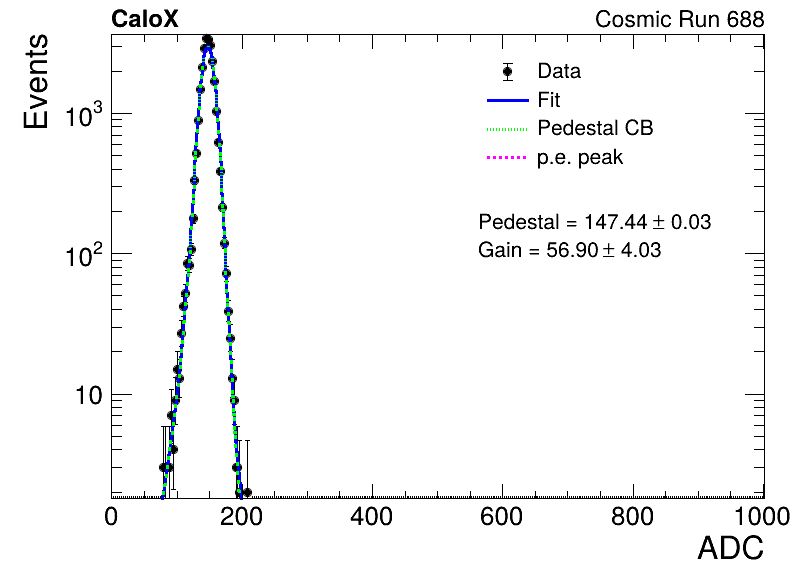 CaloX
Cosmic Run 688
Events
10³
10²
10
Data
Fit
Pedestal CB
p.e. peak
Pedestal = 147.44 ± 0.03
Gain = 56.90 ± 4.03
0 200 400 600 800 1000
ADC